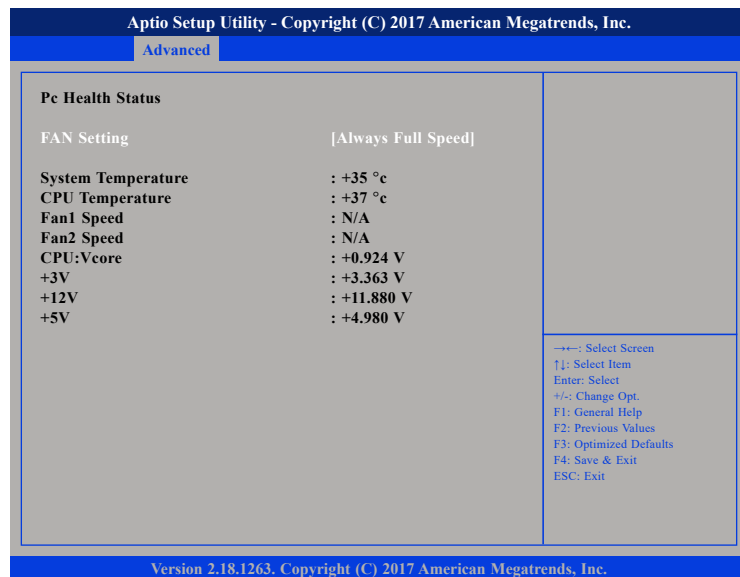 Aptio Setup Utility - Copyright (C) 2017 American Megatrends, Inc.
Advanced
Pc Health Status
FAN Setting [Always Full Speed]
System Temperature : +35 °c
CPU Temperature : +37 °c
Fan1 Speed : N/A
Fan2 Speed : N/A
CPU:Vcore : +0.924 V
+3V : +3.363 V
+12V : +11.880 V
+5V : +4.980 V
→←: Select Screen
↑↓: Select Item
Enter: Select
+/-: Change Opt.
F1: General Help
F2: Previous Values
F3: Optimized Defaults
F4: Save & Exit
ESC: Exit
Version 2.18.1263. Copyright (C) 2017 American Megatrends, Inc.